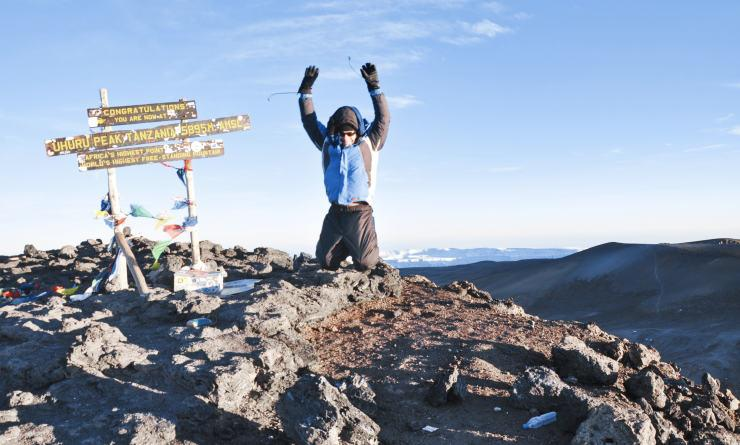 CONGRATULATIONS
YOU ARE NOW AT
UHURU PEAK TANZANIA 5895M AMSL
AFRICA'S HIGHEST POINT
WORLD'S HIGHEST FREE-STANDING MOUNTAIN